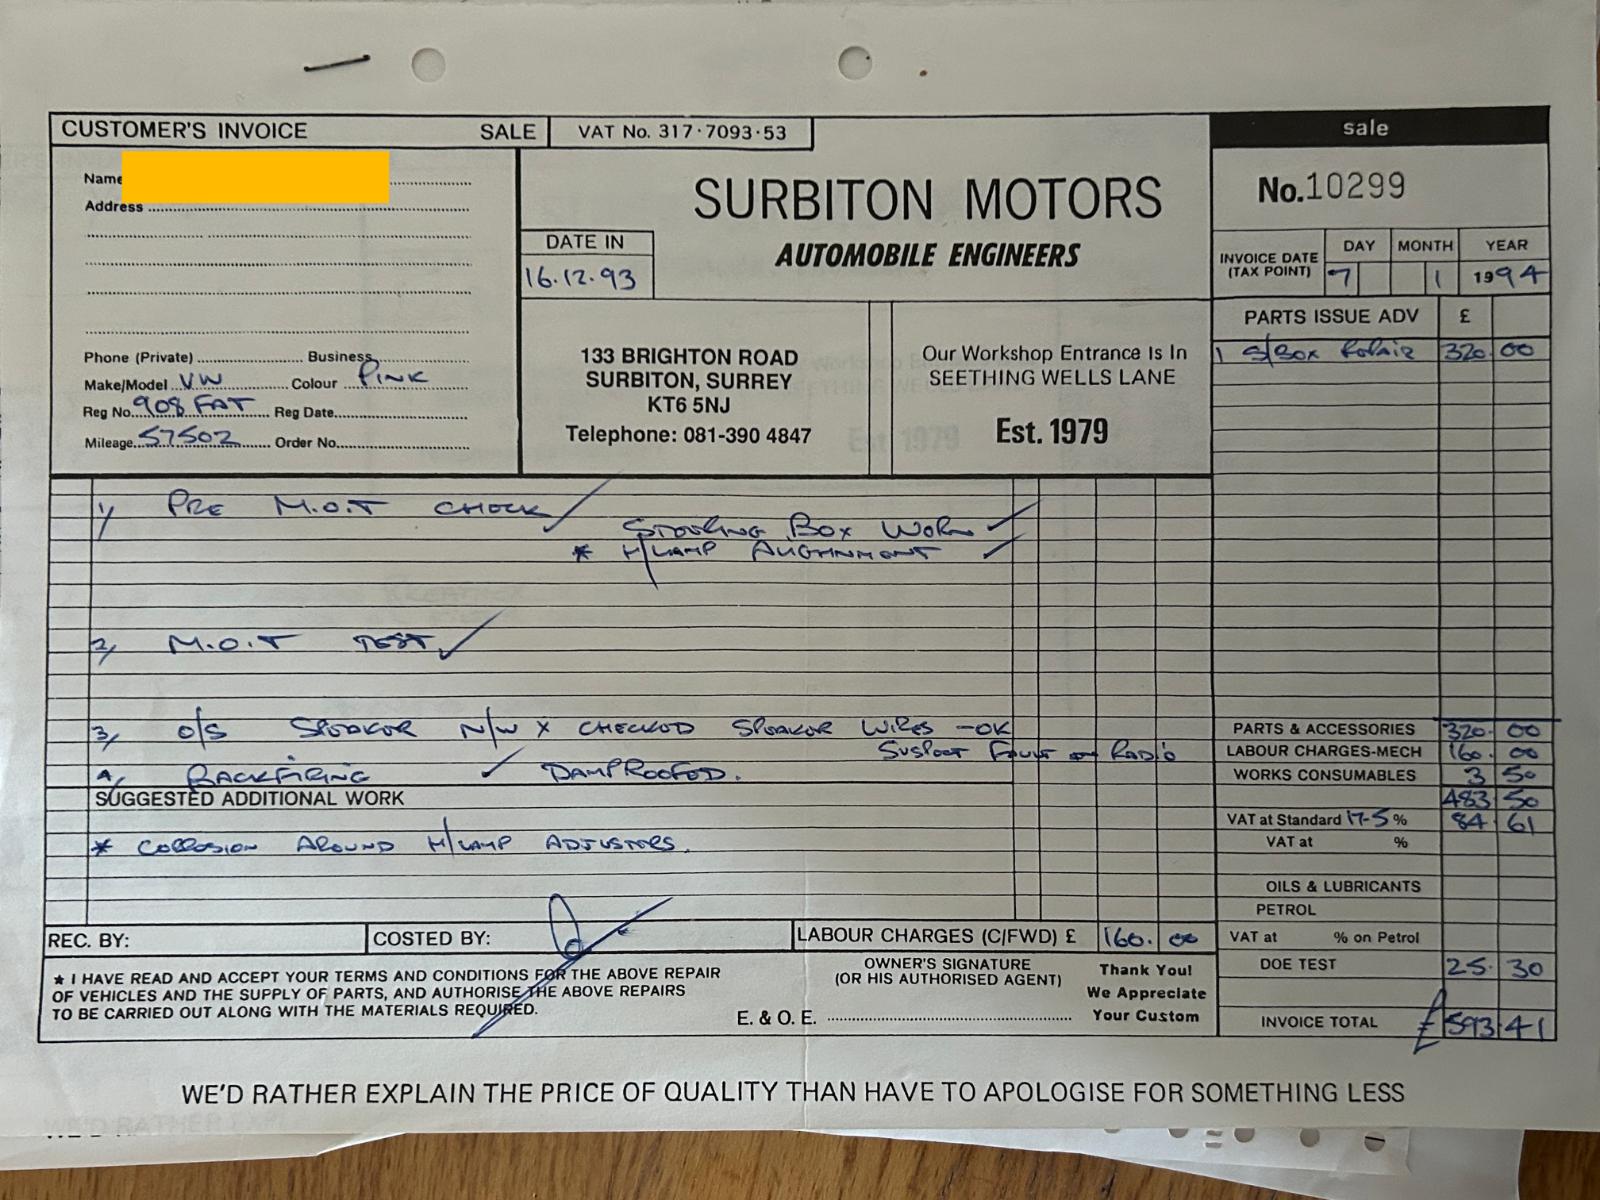 CUSTOMER'S INVOICE SALE
VAT No. 317·7093·53
sale
Name
Address
SURBITON MOTORS
AUTOMOBILE ENGINEERS
No. 10299
DATE IN
16.12.93
INVOICE DATE (TAX POINT) DAY MONTH YEAR
7 1 1994
133 BRIGHTON ROAD
SURBITON, SURREY
KT6 5NJ
Telephone: 081-390 4847
Our Workshop Entrance Is In
SEETHING WELLS LANE
Est. 1979
Phone (Private) Business
Make/Model VW Colour PINK
Reg No. 908 FAT Reg Date
Mileage 57502 Order No.
PARTS ISSUE ADV £
1 S/BOX REPAIR 320.00
1/ PRE M.O.T CHECK
STEERING BOX WORN
* H/LAMP ALIGNMENT
2/ M.O.T TEST
3/ O/S SPEAKER N/W X CHECKED SPEAKER WIRES - OK
SUSPECT FAULT ON RADIO
4/ BACKFIRING DAMPROOFED.
SUGGESTED ADDITIONAL WORK
* CORROSION AROUND H/LAMP ADJUSTORS.
PARTS & ACCESSORIES 320.00
LABOUR CHARGES-MECH 160.00
WORKS CONSUMABLES 3 50
483 50
VAT at Standard 17-5 % 84.61
VAT at %
OILS & LUBRICANTS
PETROL
VAT at % on Petrol
DOE TEST 25.30
INVOICE TOTAL £593.41
REC. BY: COSTED BY: LABOUR CHARGES (C/FWD) £ 160.00
* I HAVE READ AND ACCEPT YOUR TERMS AND CONDITIONS FOR THE ABOVE REPAIR
OF VEHICLES AND THE SUPPLY OF PARTS, AND AUTHORISE THE ABOVE REPAIRS
TO BE CARRIED OUT ALONG WITH THE MATERIALS REQUIRED.
OWNER'S SIGNATURE
(OR HIS AUTHORISED AGENT)
E. & O. E.
Thank You!
We Appreciate
Your Custom
WE'D RATHER EXPLAIN THE PRICE OF QUALITY THAN HAVE TO APOLOGISE FOR SOMETHING LESS